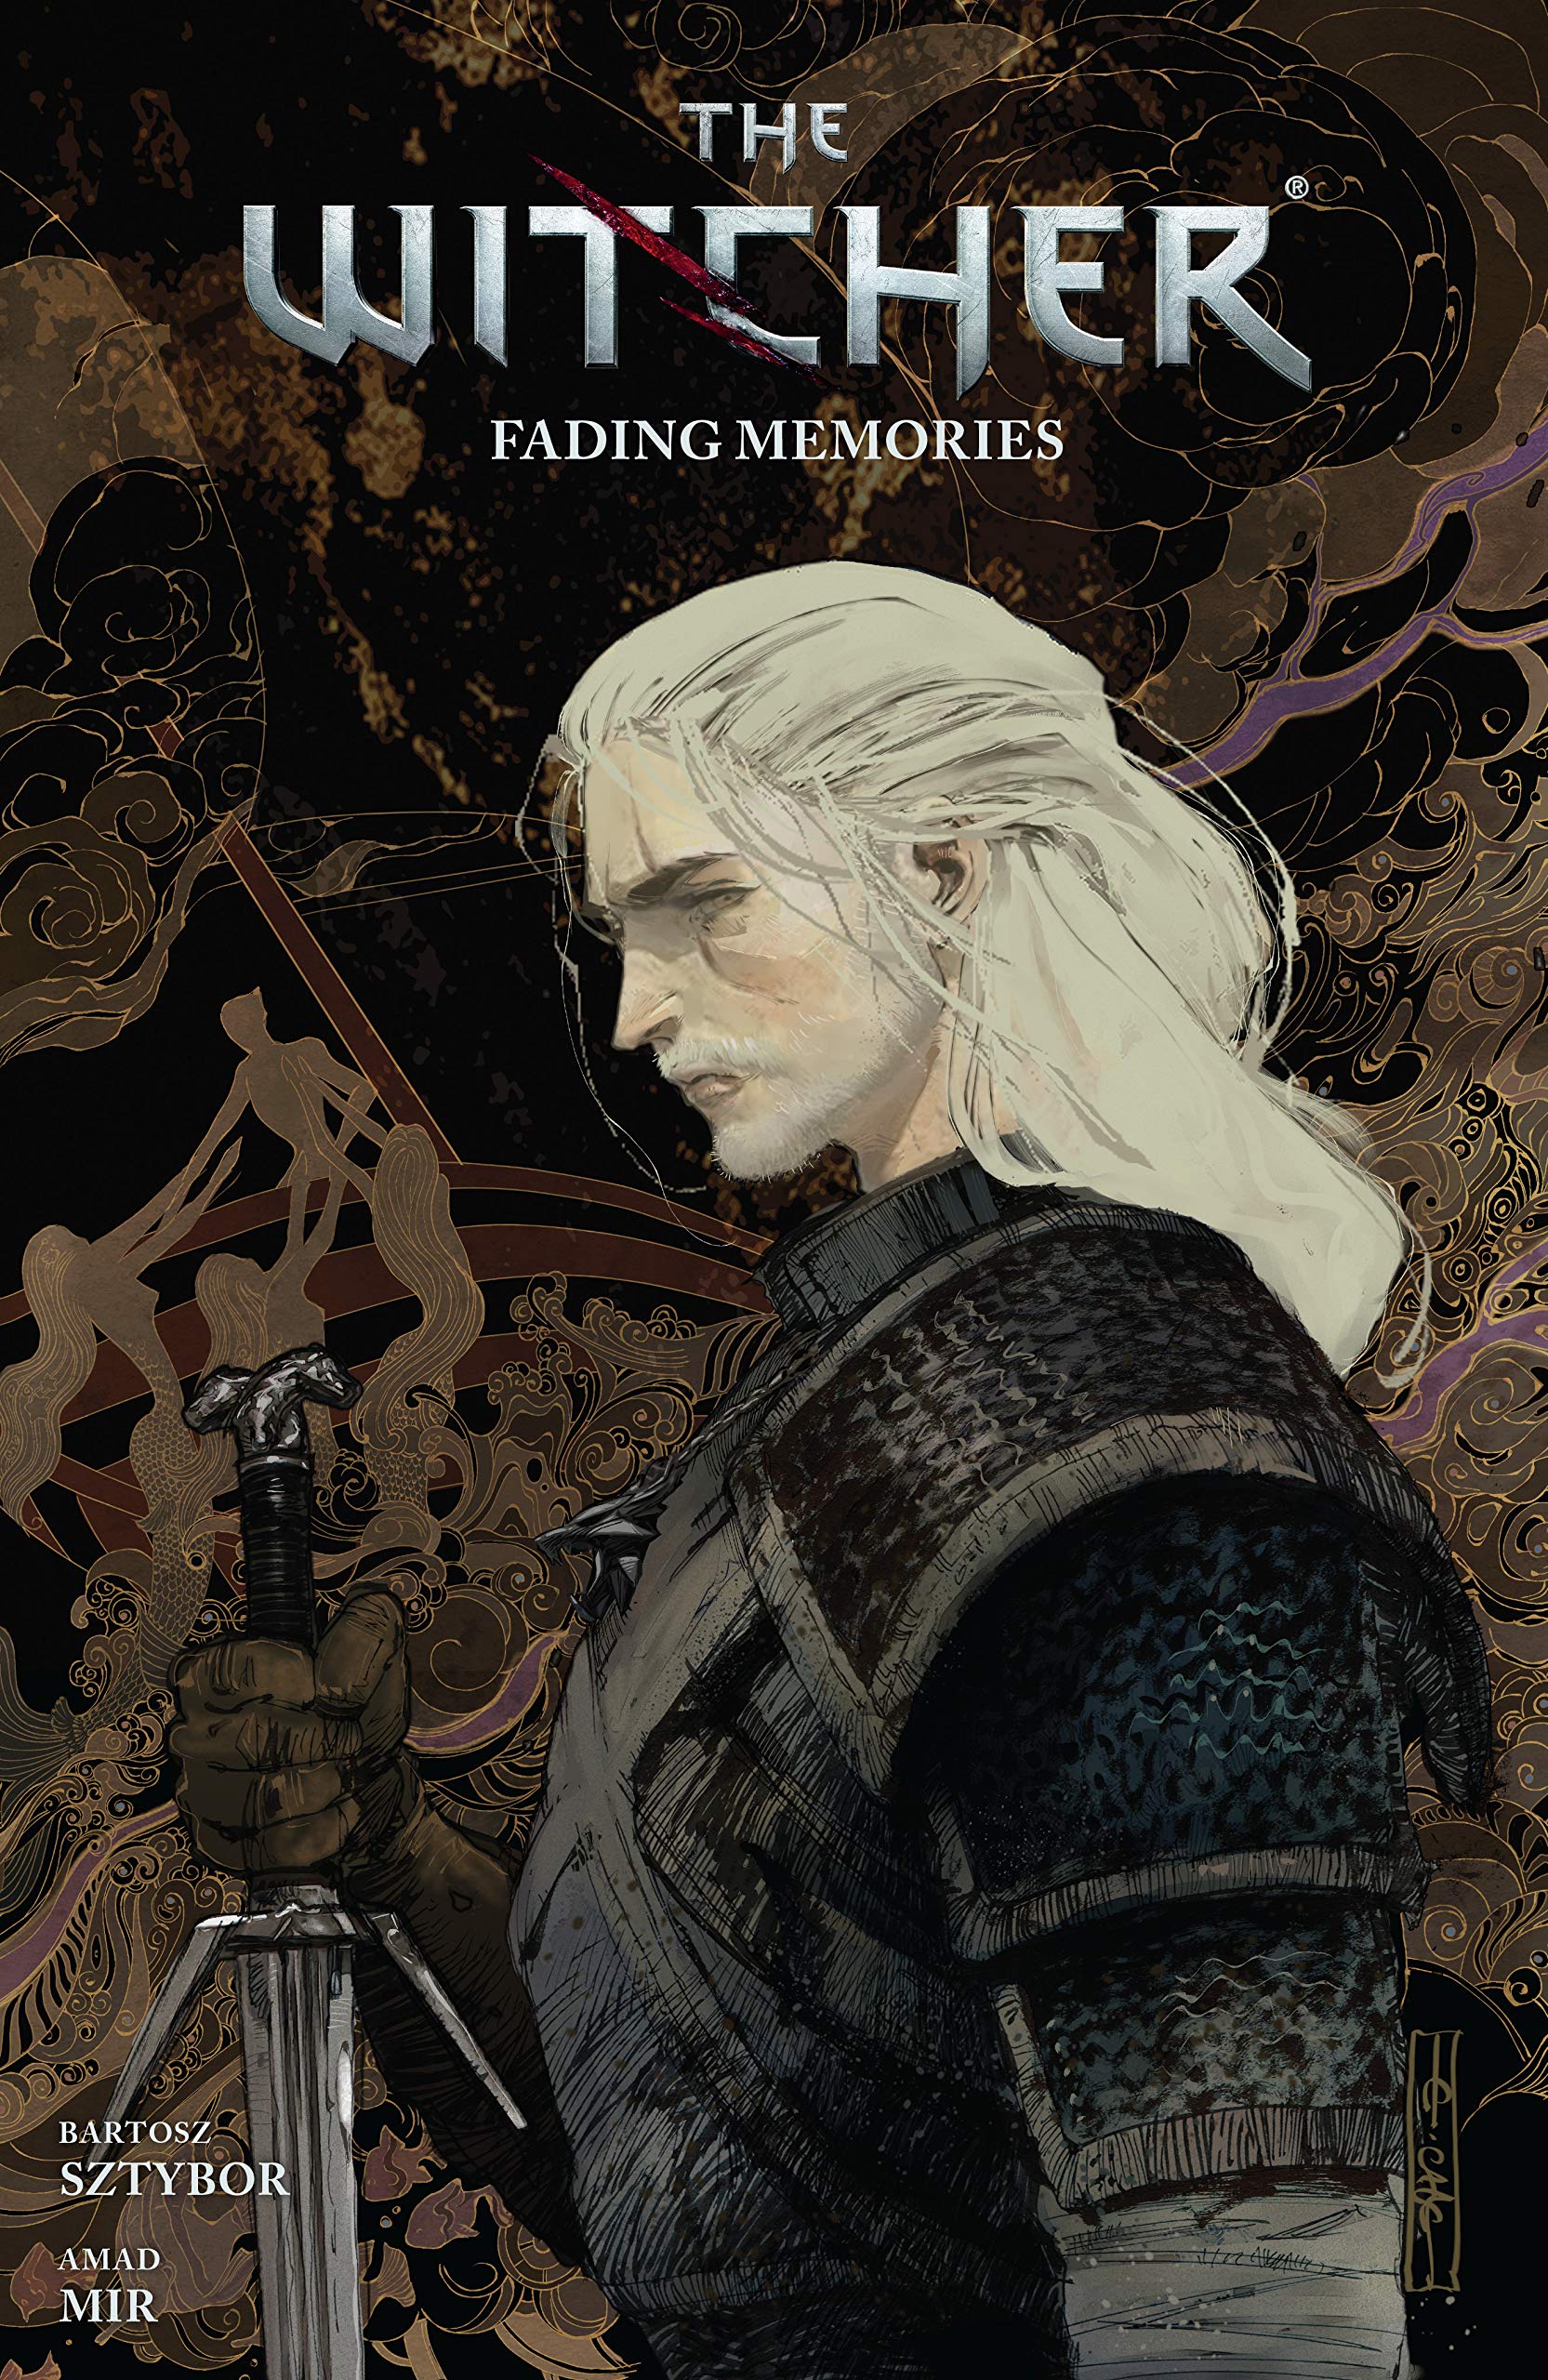 THE
WITCHER®
FADING MEMORIES
BARTOSZ
SZTYBOR
AMAD
MIR